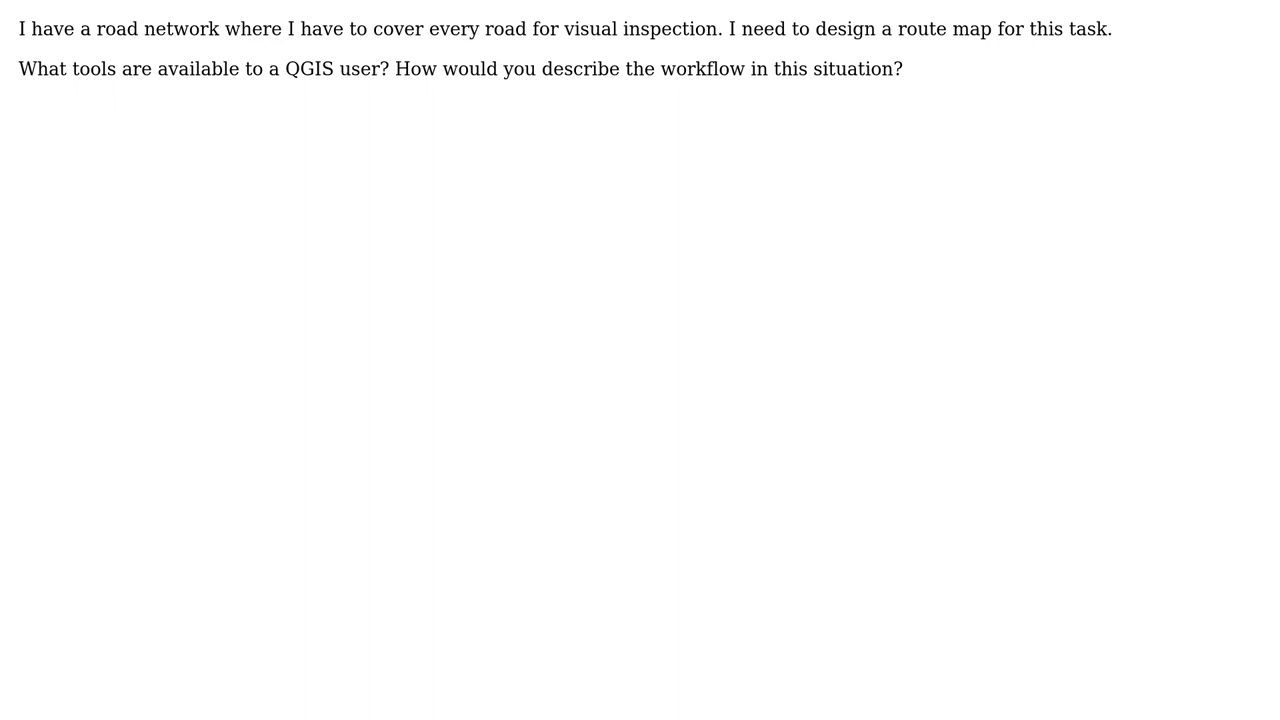 I have a road network where I have to cover every road for visual inspection. I need to design a route map for this task.
What tools are available to a QGIS user? How would you describe the workflow in this situation?